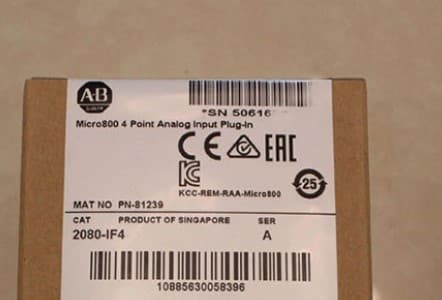 A-B
*SN 50616
Micro800 4 Point Analog Input Plug-In
CE EAC
KC
25
KCC-REM-RAA-Micro800
MAT NO PN-81239
CAT PRODUCT OF SINGAPORE SER
2080-IF4 A
10885630058396